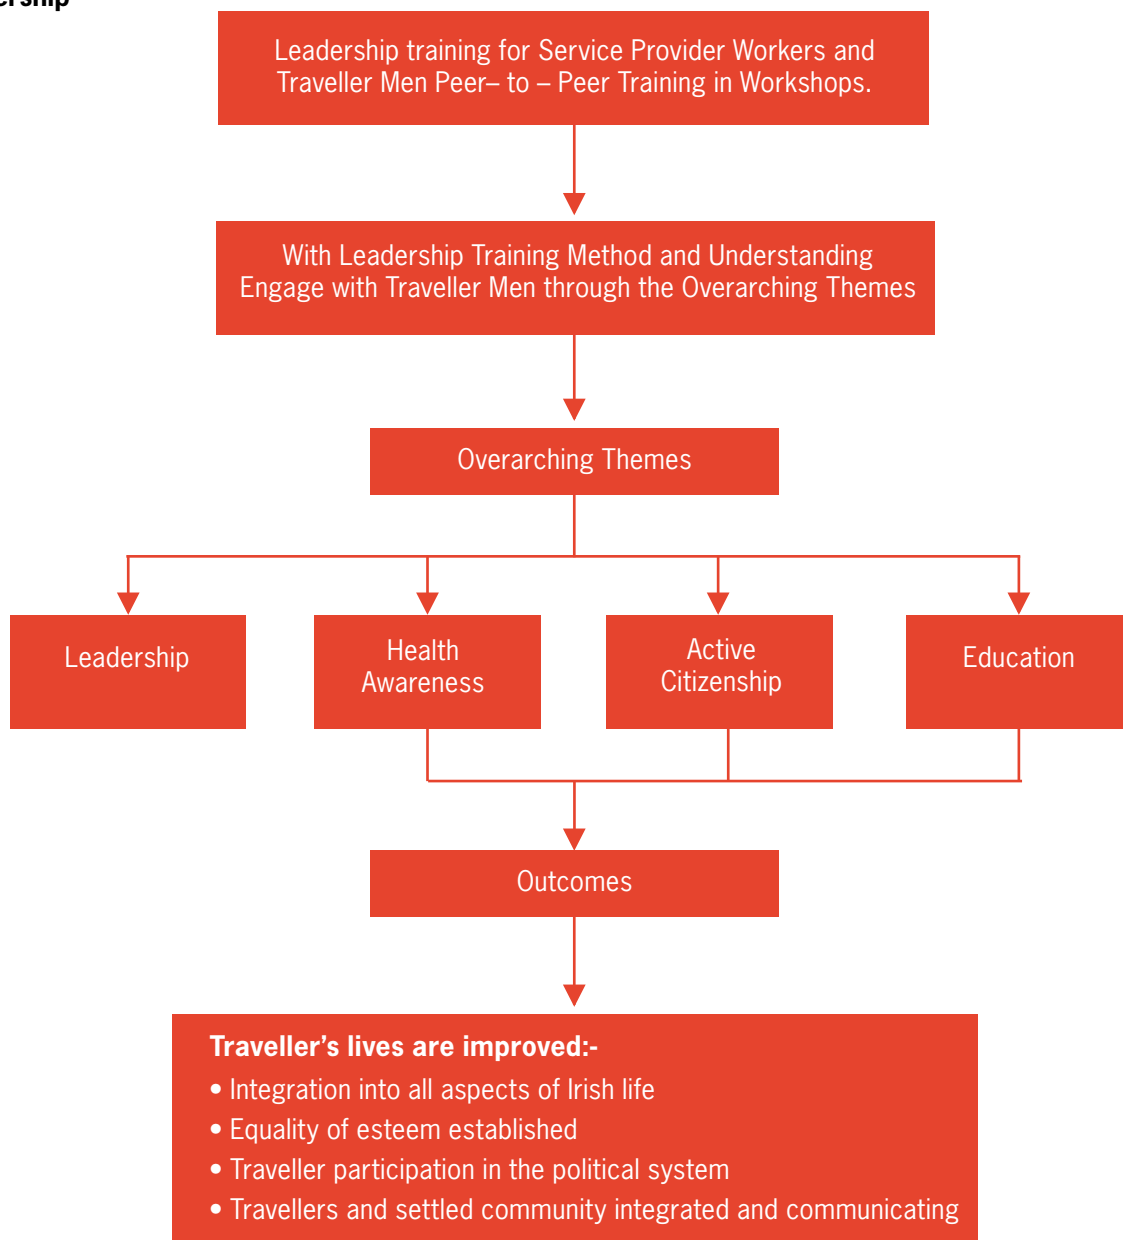 Leadership training for Service Provider Workers and
Traveller Men Peer– to – Peer Training in Workshops.
With Leadership Training Method and Understanding
Engage with Traveller Men through the Overarching Themes
Overarching Themes
Leadership
Health
Awareness
Active
Citizenship
Education
Outcomes
Traveller’s lives are improved:-
• Integration into all aspects of Irish life
• Equality of esteem established
• Traveller participation in the political system
• Travellers and settled community integrated and communicating